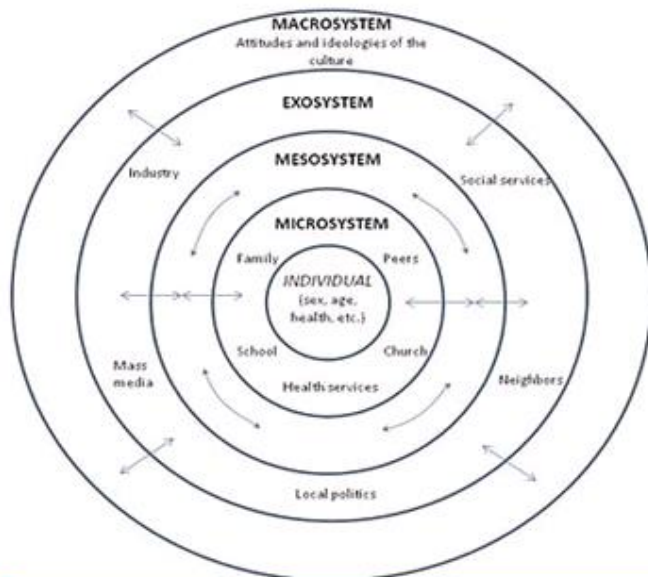 MACROSYSTEM
Attitudes and ideologies of the
culture
EXOSYSTEM
MESOSYSTEM
Industry
Social services
MICROSYSTEM
Family
Peers
INDIVIDUAL
(sex, age,
health, etc.)
School
Church
Mass
media
Health services
Neighbors
Local politics